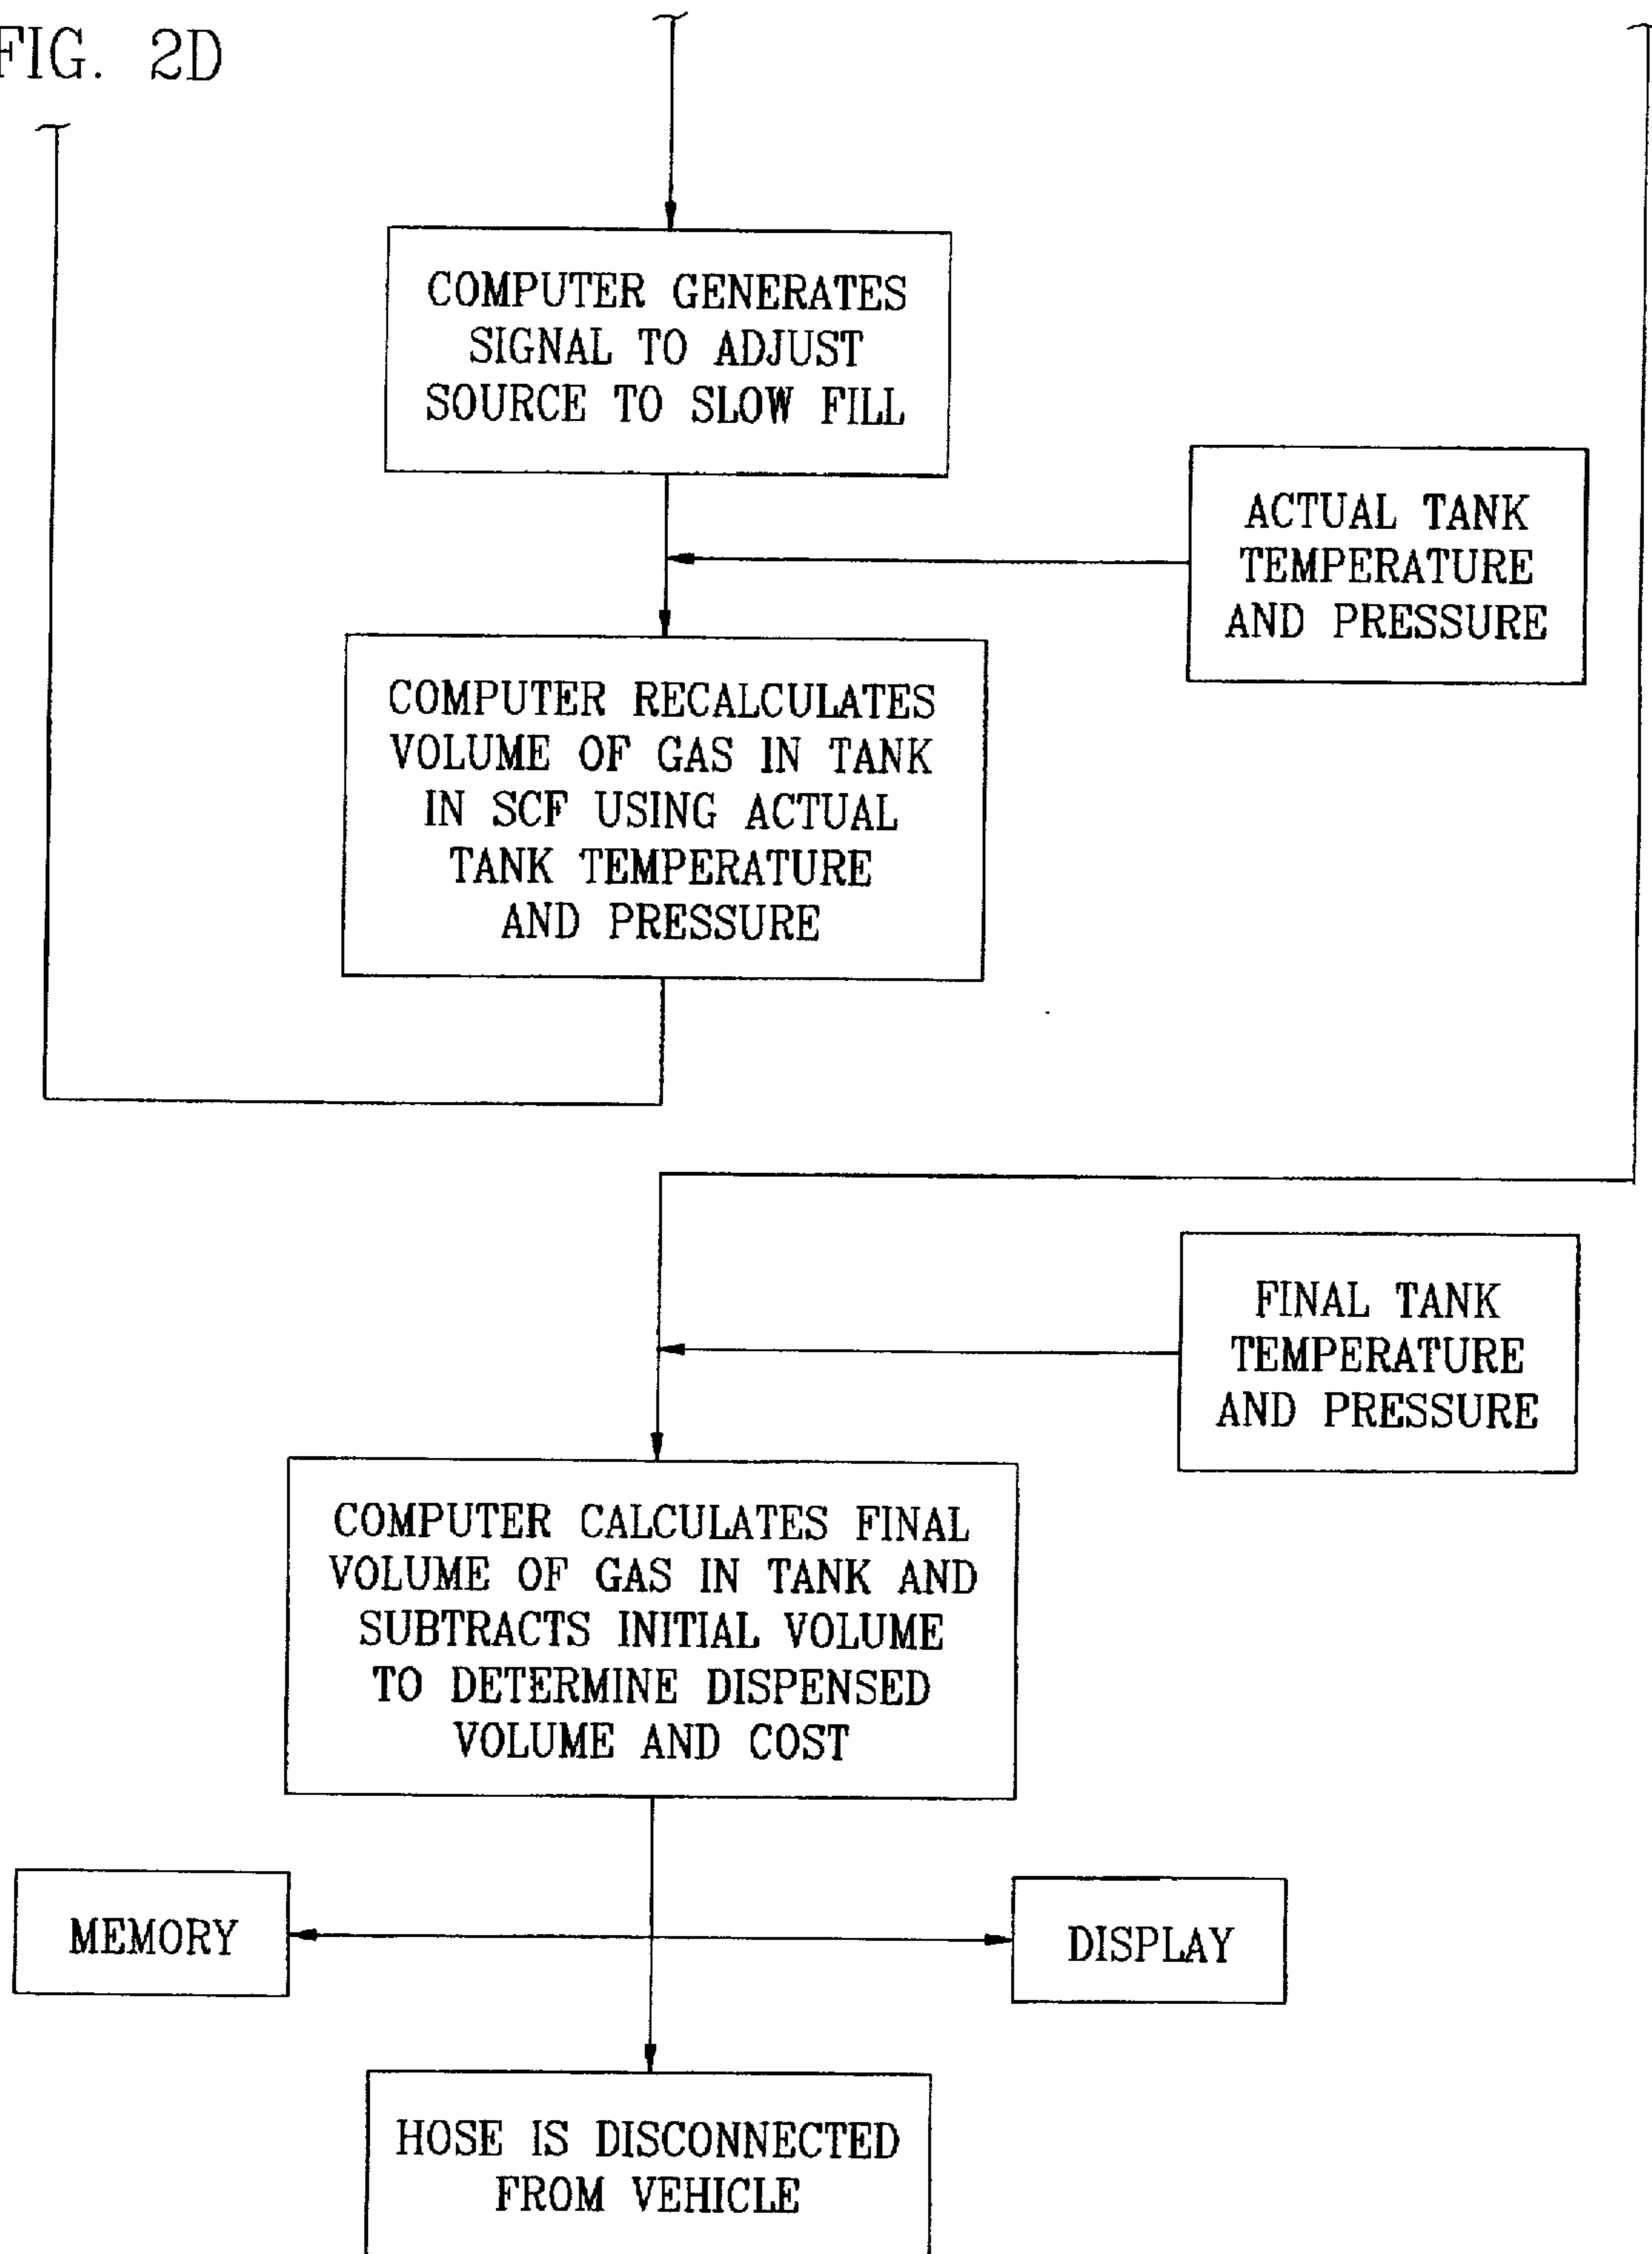 FIG. 2D
COMPUTER GENERATES
SIGNAL TO ADJUST
SOURCE TO SLOW FILL
ACTUAL TANK
TEMPERATURE
AND PRESSURE
COMPUTER RECALCULATES
VOLUME OF GAS IN TANK
IN SCF USING ACTUAL
TANK TEMPERATURE
AND PRESSURE
FINAL TANK
TEMPERATURE
AND PRESSURE
COMPUTER CALCULATES FINAL
VOLUME OF GAS IN TANK AND
SUBTRACTS INITIAL VOLUME
TO DETERMINE DISPENSED
VOLUME AND COST
MEMORY
DISPLAY
HOSE IS DISCONNECTED
FROM VEHICLE